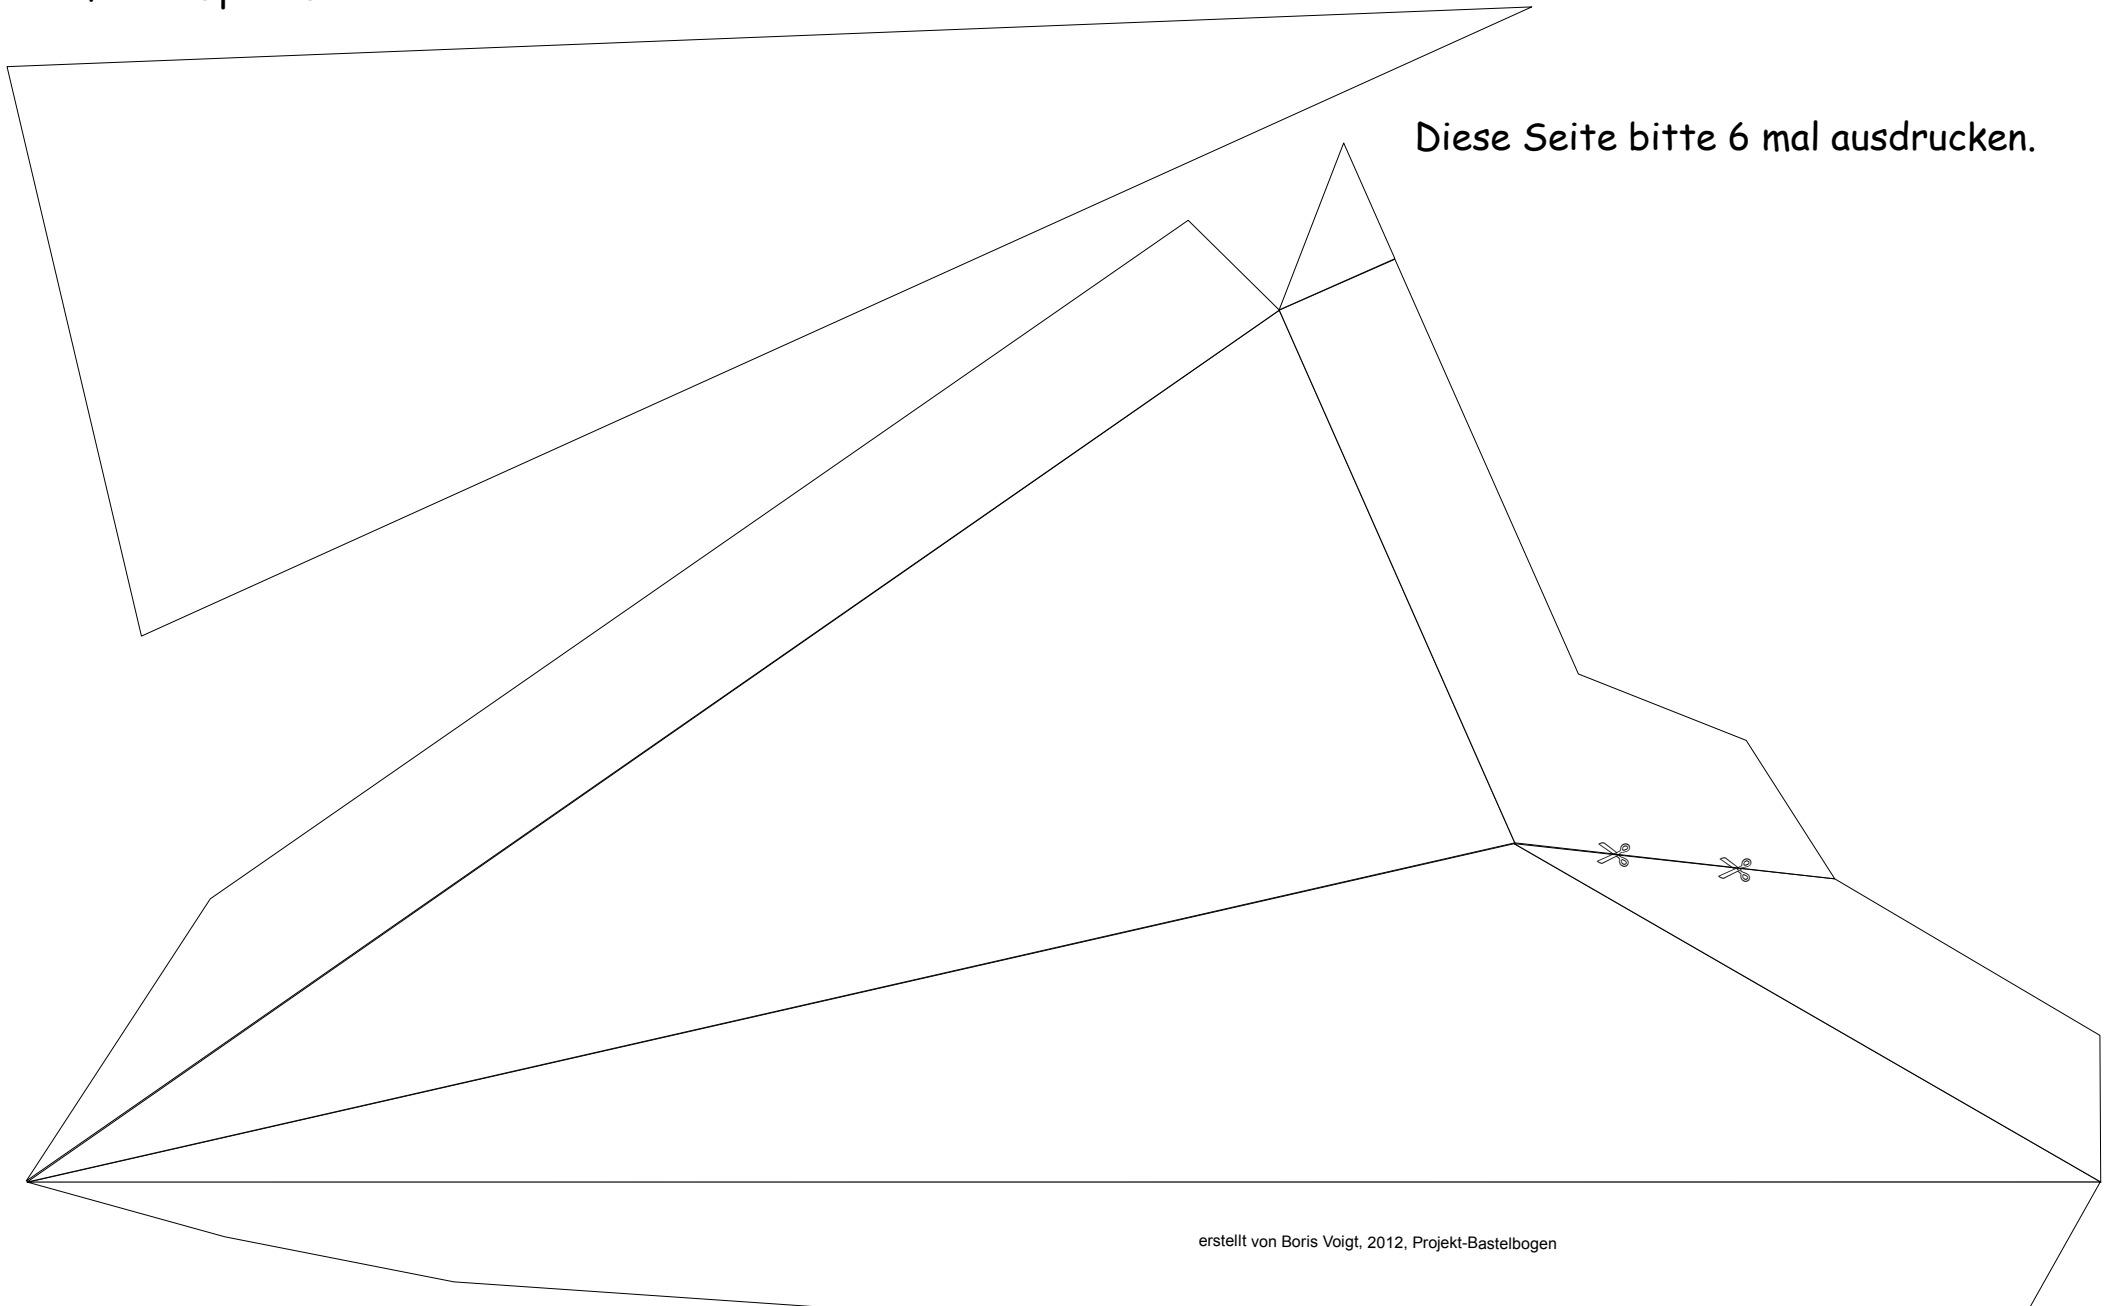 Diese Seite bitte 6 mal ausdrucken.
erstellt von Boris Voigt, 2012, Projekt-Bastelbogen